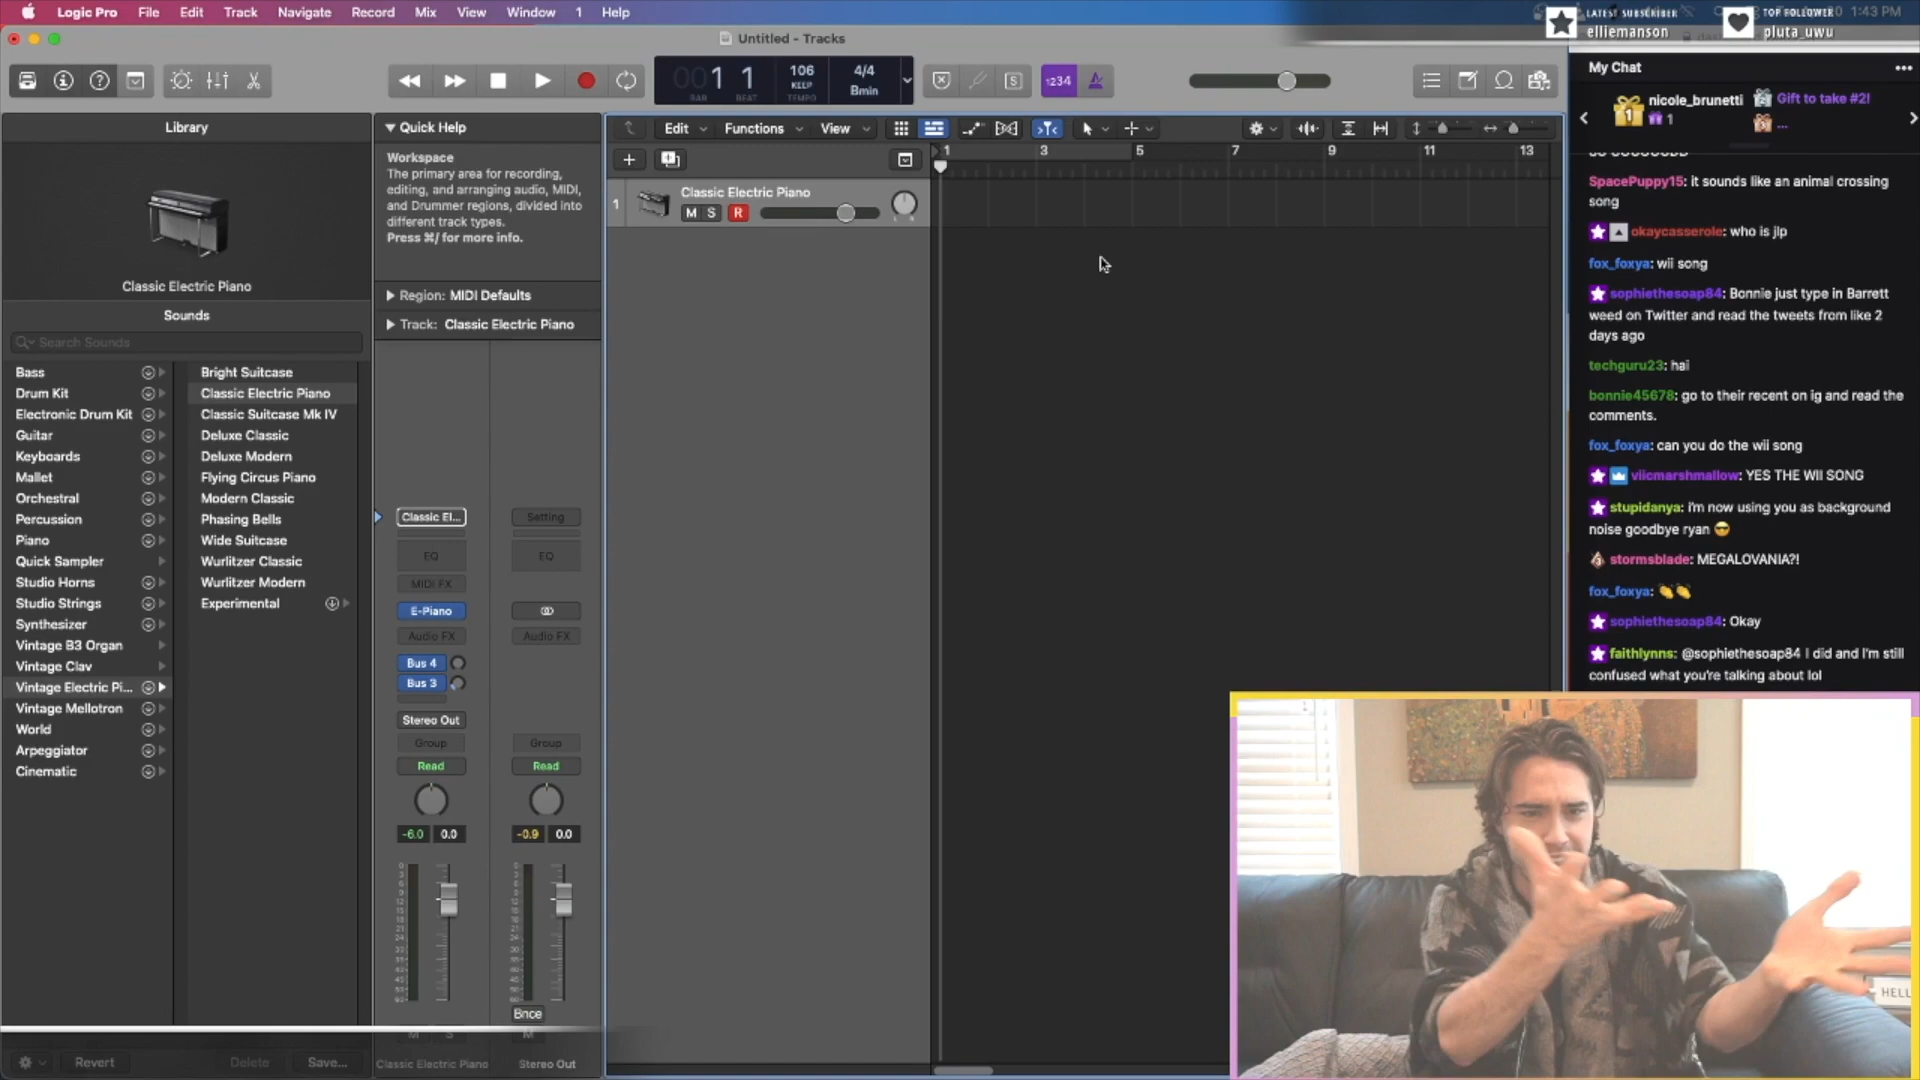 Logic Pro File Edit Track Navigate Record Mix View Window 1 Help
1:43 PM
LATEST SUBSCRIBER
elliemanson
TOP FOLLOWER
pluta_uwu
Untitled - Tracks
001 1
BAR BEAT
106
KEEP
TEMPO
4/4
Bmin
S
1234
Library
Classic Electric Piano
Sounds
Search Sounds
Bass
Drum Kit
Electronic Drum Kit
Guitar
Keyboards
Mallet
Orchestral
Percussion
Piano
Quick Sampler
Studio Horns
Studio Strings
Synthesizer
Vintage B3 Organ
Vintage Clav
Vintage Electric Pi...
Vintage Mellotron
World
Arpeggiator
Cinematic
Bright Suitcase
Classic Electric Piano
Classic Suitcase Mk IV
Deluxe Classic
Deluxe Modern
Flying Circus Piano
Modern Classic
Phasing Bells
Wide Suitcase
Wurlitzer Classic
Wurlitzer Modern
Experimental
Revert Delete Save...
Quick Help
Workspace
The primary area for recording,
editing, and arranging audio, MIDI,
and Drummer regions, divided into
different track types.
Press ⌘/ for more info.
Region: MIDI Defaults
Track: Classic Electric Piano
Classic El...
EQ
MIDI FX
E-Piano
Audio FX
Bus 4
Bus 3
Stereo Out
Group
Read
-6.0 0.0
M S
Classic Electric Piano
Setting
EQ
Audio FX
Group
Read
-0.9 0.0
Bnce
M
Stereo Out
Edit Functions View
1 3 5 7 9 11 13
1
Classic Electric Piano
M S R
My Chat
nicole_brunetti
1
1
Gift to take #2!
...
SpacePuppy15: it sounds like an animal crossing
song
okaycasserole: who is jlp
fox_foxya: wii song
sophiethesoap84: Bonnie just type in Barrett
weed on Twitter and read the tweets from like 2
days ago
techguru23: hai
bonnie45678: go to their recent on ig and read the
comments.
fox_foxya: can you do the wii song
viicmarshmallow: YES THE WII SONG
stupidanya: i'm now using you as background
noise goodbye ryan 😎
stormsblade: MEGALOVANIA?!
fox_foxya: 👏👏
sophiethesoap84: Okay
faithlynns: @sophiethesoap84 I did and I'm still
confused what you're talking about lol
HELL